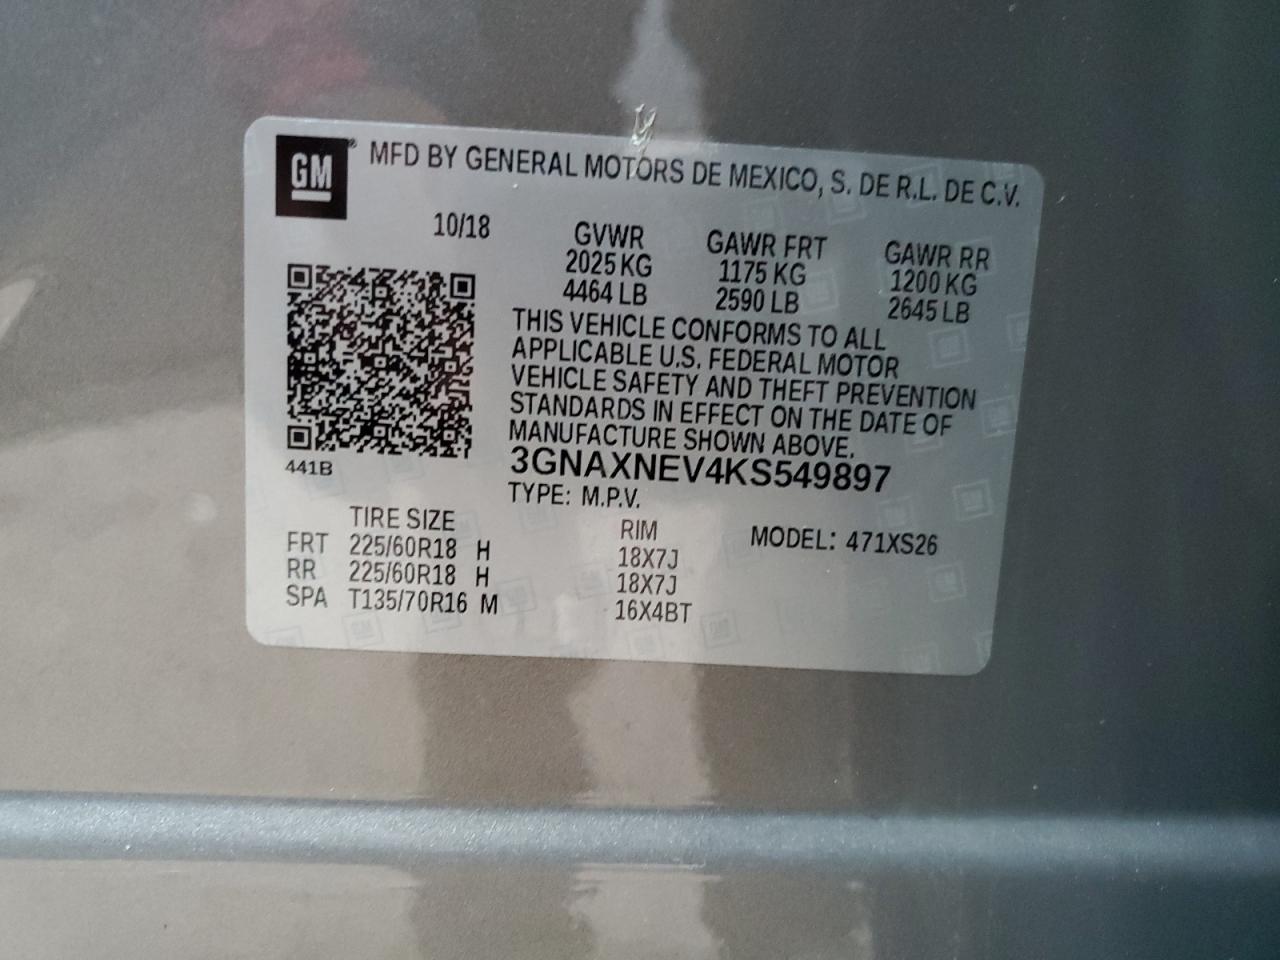 GM® MFD BY GENERAL MOTORS DE MEXICO, S. DE R.L. DE C.V.
10/18 GVWR GAWR FRT GAWR RR
2025 KG 1175 KG 1200 KG
4464 LB 2590 LB 2645 LB
THIS VEHICLE CONFORMS TO ALL
APPLICABLE U.S. FEDERAL MOTOR
VEHICLE SAFETY AND THEFT PREVENTION
STANDARDS IN EFFECT ON THE DATE OF
MANUFACTURE SHOWN ABOVE.
441B
3GNAXNEV4KS549897
TYPE: M.P.V.
TIRE SIZE RIM MODEL: 471XS26
FRT 225/60R18 H 18X7J
RR 225/60R18 H 18X7J
SPA T135/70R16 M 16X4BT